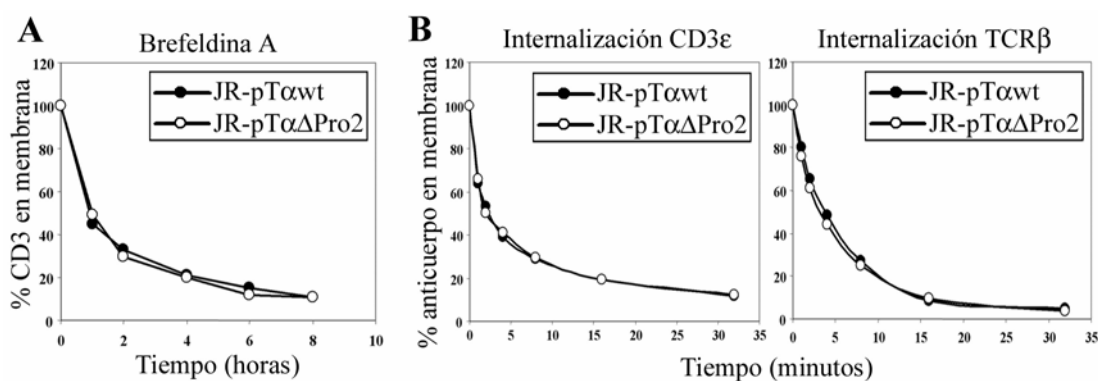 A
Brefeldina A
% CD3 en membrana
120
100
80
60
40
20
0
JR-pTαwt
JR-pTαΔPro2
0 2 4 6 8 10
Tiempo (horas)
B
Internalización CD3ε
% anticuerpo en membrana
120
100
80
60
40
20
0
JR-pTαwt
JR-pTαΔPro2
0 5 10 15 20 25 30 35
Internalización TCRβ
120
100
80
60
40
20
0
JR-pTαwt
JR-pTαΔPro2
0 5 10 15 20 25 30 35
Tiempo (minutos)